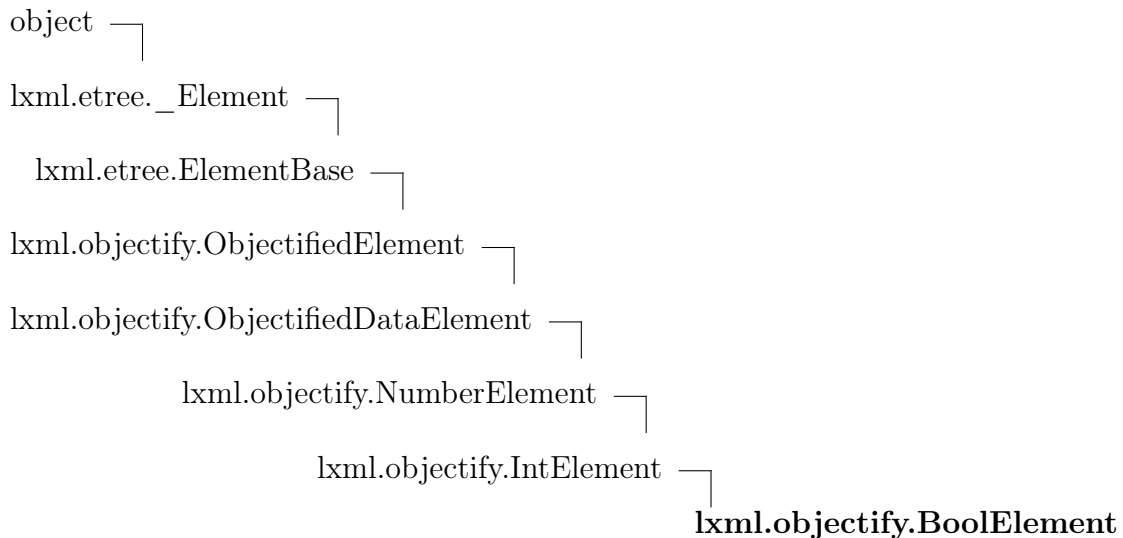 object
lxml.etree._Element
lxml.etree.ElementBase
lxml.objectify.ObjectifiedElement
lxml.objectify.ObjectifiedDataElement
lxml.objectify.NumberElement
lxml.objectify.IntElement
lxml.objectify.BoolElement